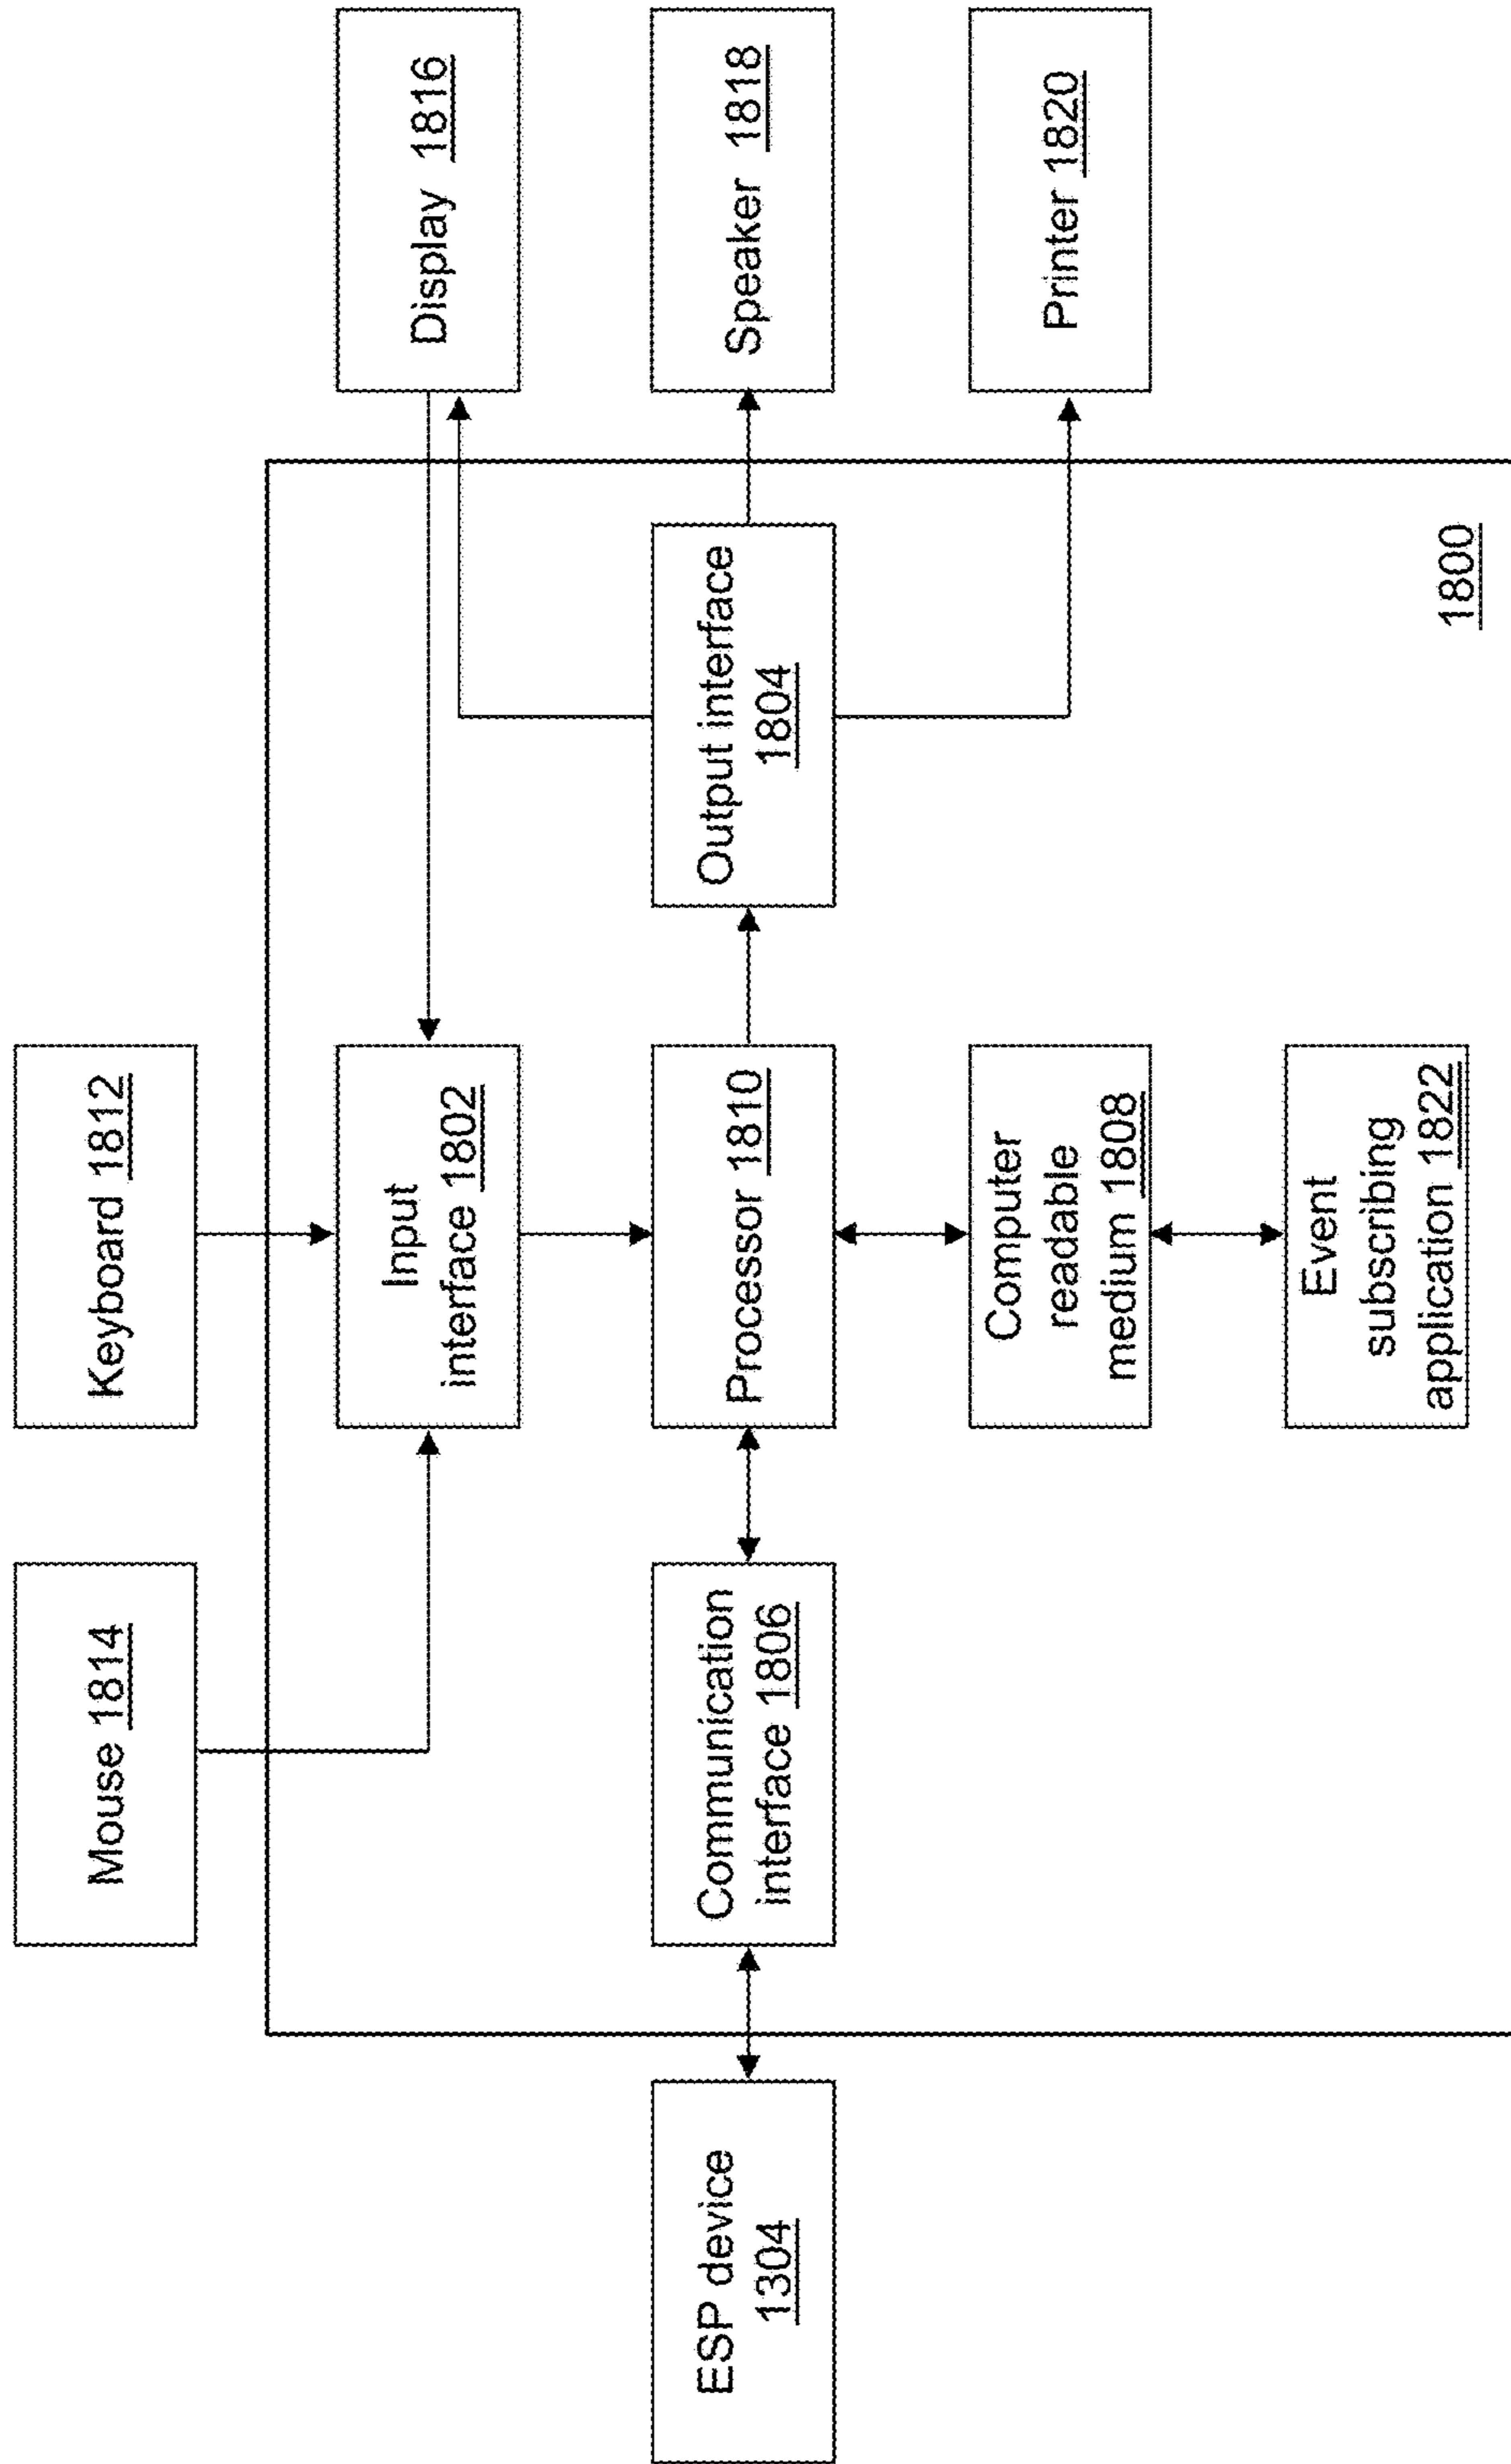 Mouse 1814
Keyboard 1812
Input
interface 1802
Display 1816
ESP device
1304
Communication
interface 1806
Processor 1810
Output interface
1804
Speaker 1818
Computer
readable
medium 1808
Printer 1820
Event
subscribing
application 1822
1800